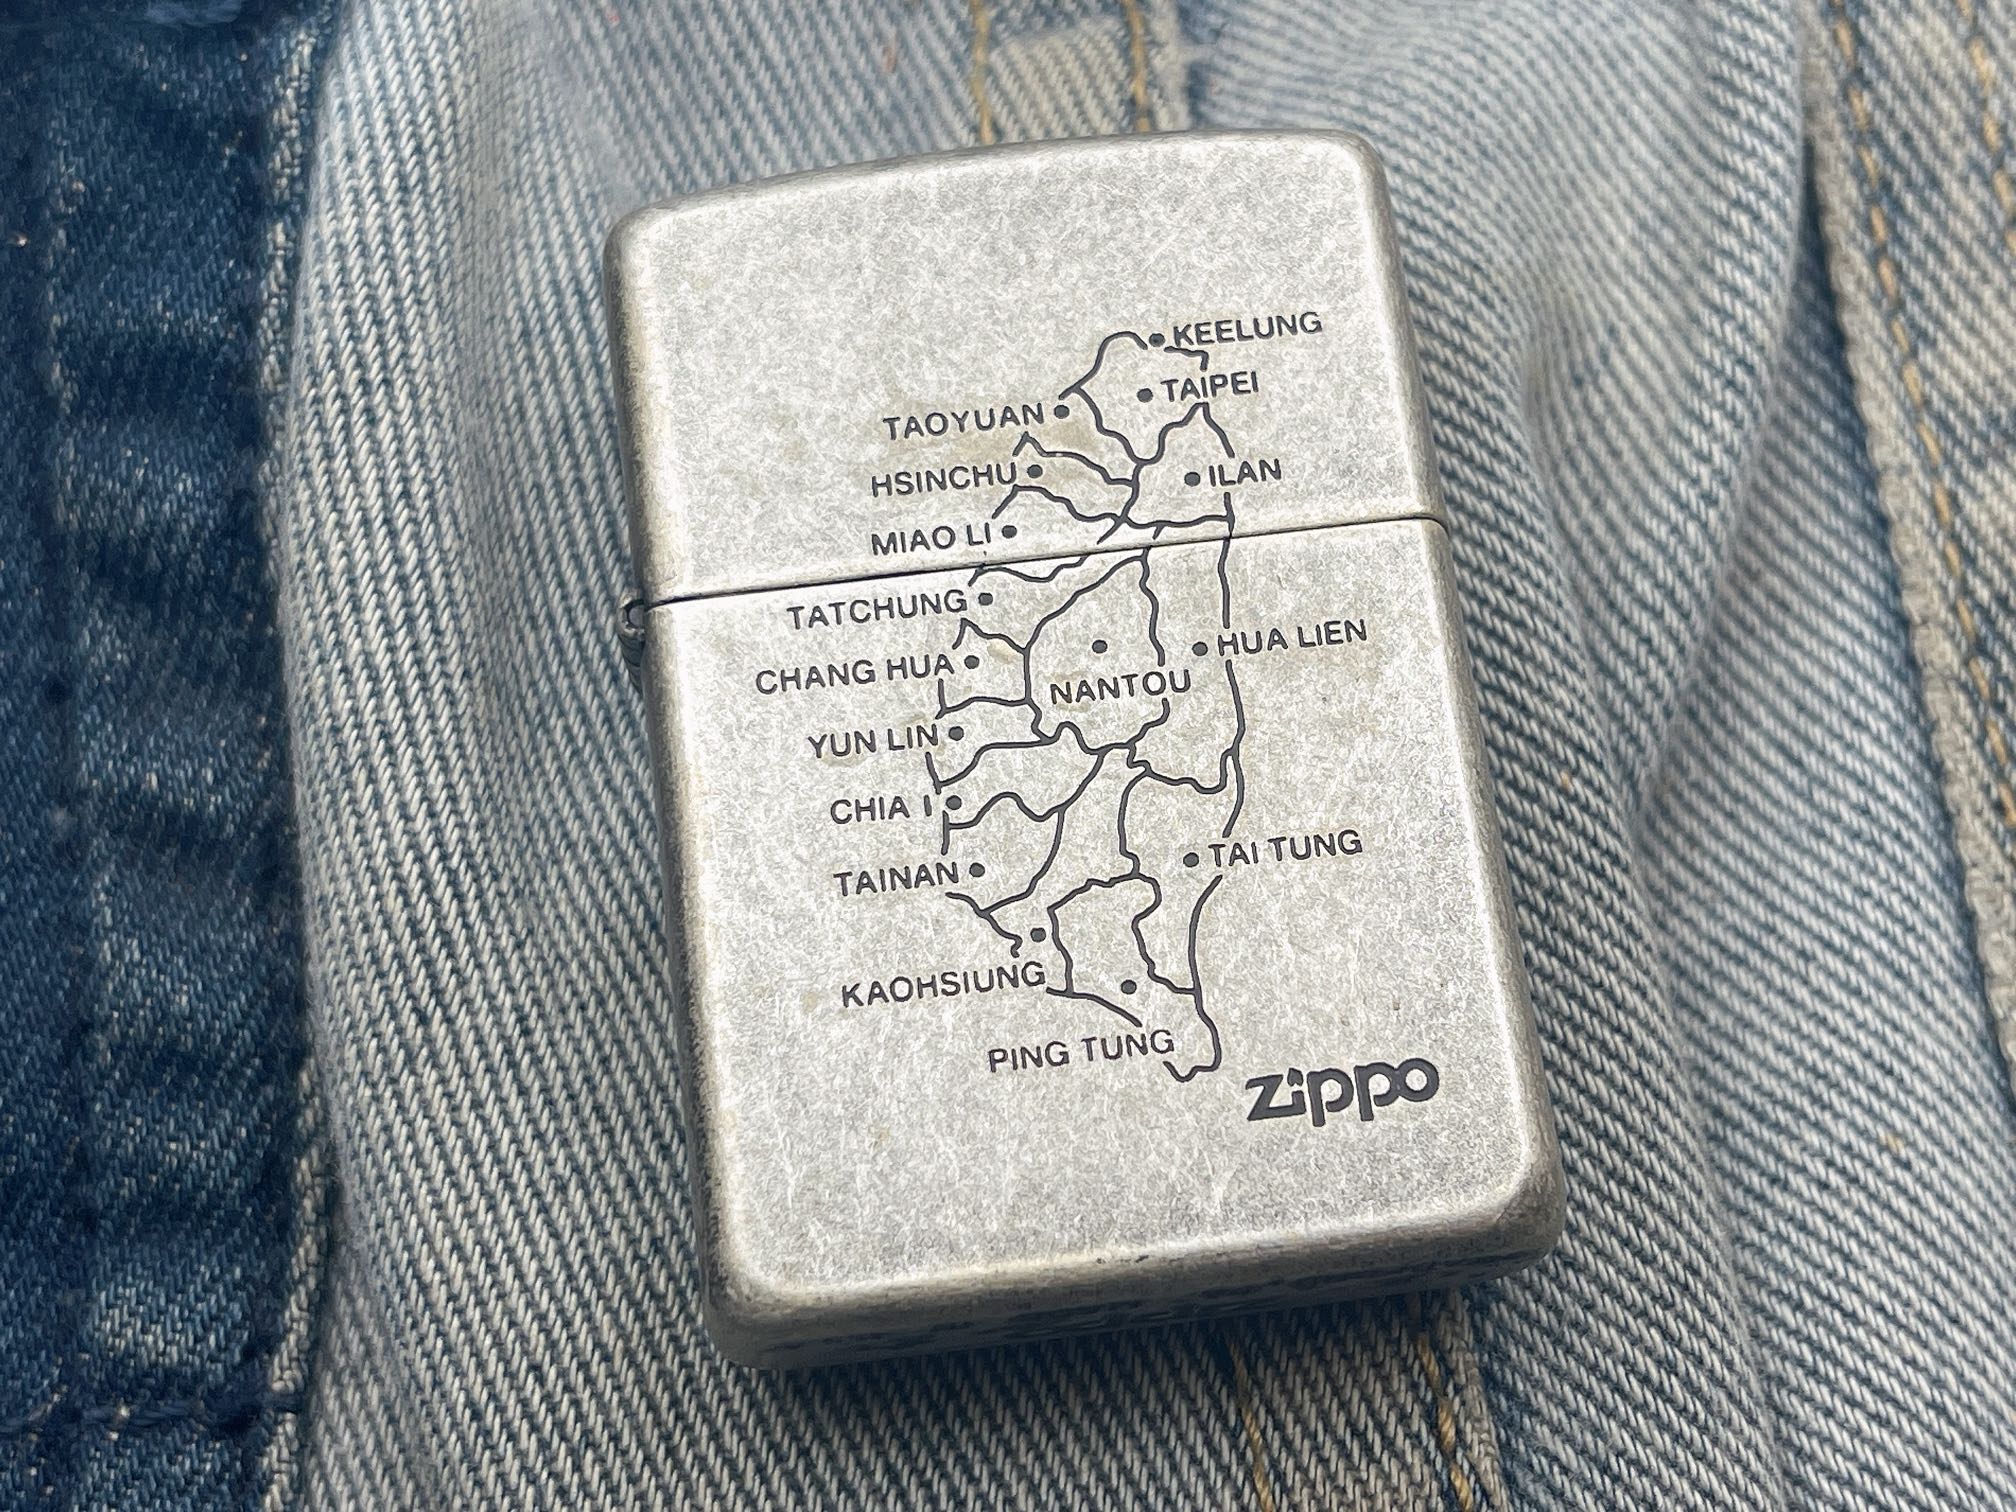 KEELUNG
TAIPEI
TAOYUAN
HSINCHU
ILAN
MIAO LI
TATCHUNG
CHANG HUA
HUA LIEN
NANTOU
YUN LIN
CHIA I
TAI TUNG
TAINAN
KAOHSIUNG
PING TUNG
zippo